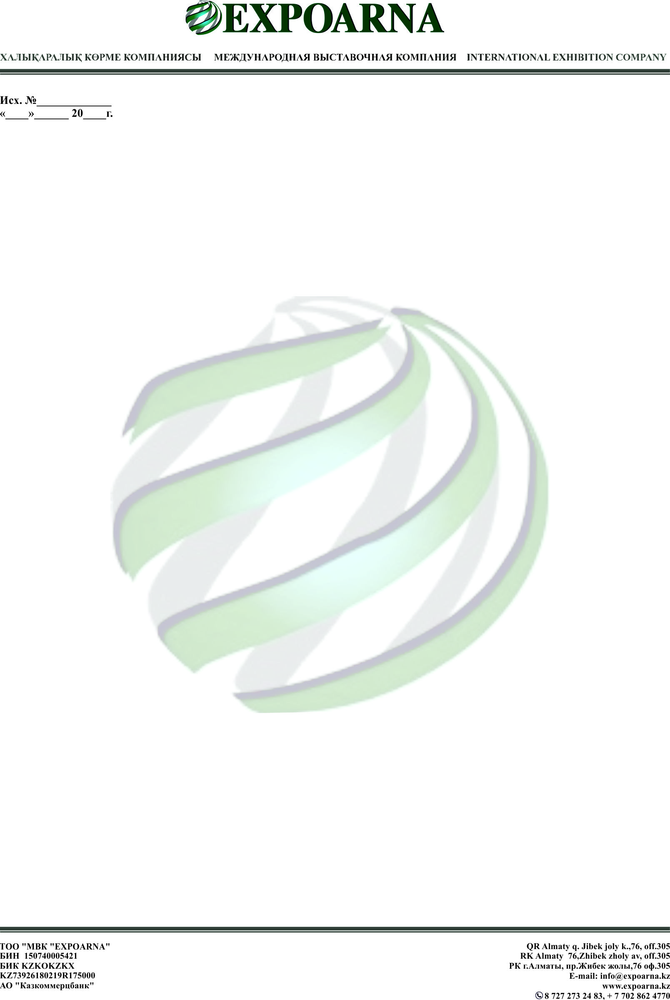 EXPOARNA
ХАЛЫҚАРАЛЫҚ КӨРМЕ КОМПАНИЯСЫ МЕЖДУНАРОДНАЯ ВЫСТАВОЧНАЯ КОМПАНИЯ INTERNATIONAL EXHIBITION COMPANY
Исх. №_____________
«____»______ 20____г.
ТОО "МВК "EXPOARNA"
БИН 150740005421
БИК KZKOKZKX
KZ73926180219R175000
АО "Казкоммерцбанк"
QR Almaty q. Jibek joly k.,76, off.305
RK Almaty 76,Zhibek zholy av, off.305
РК г.Алматы, пр.Жибек жолы,76 оф.305
E-mail: info@expoarna.kz
www.expoarna.kz
8 727 273 24 83, + 7 702 862 4770